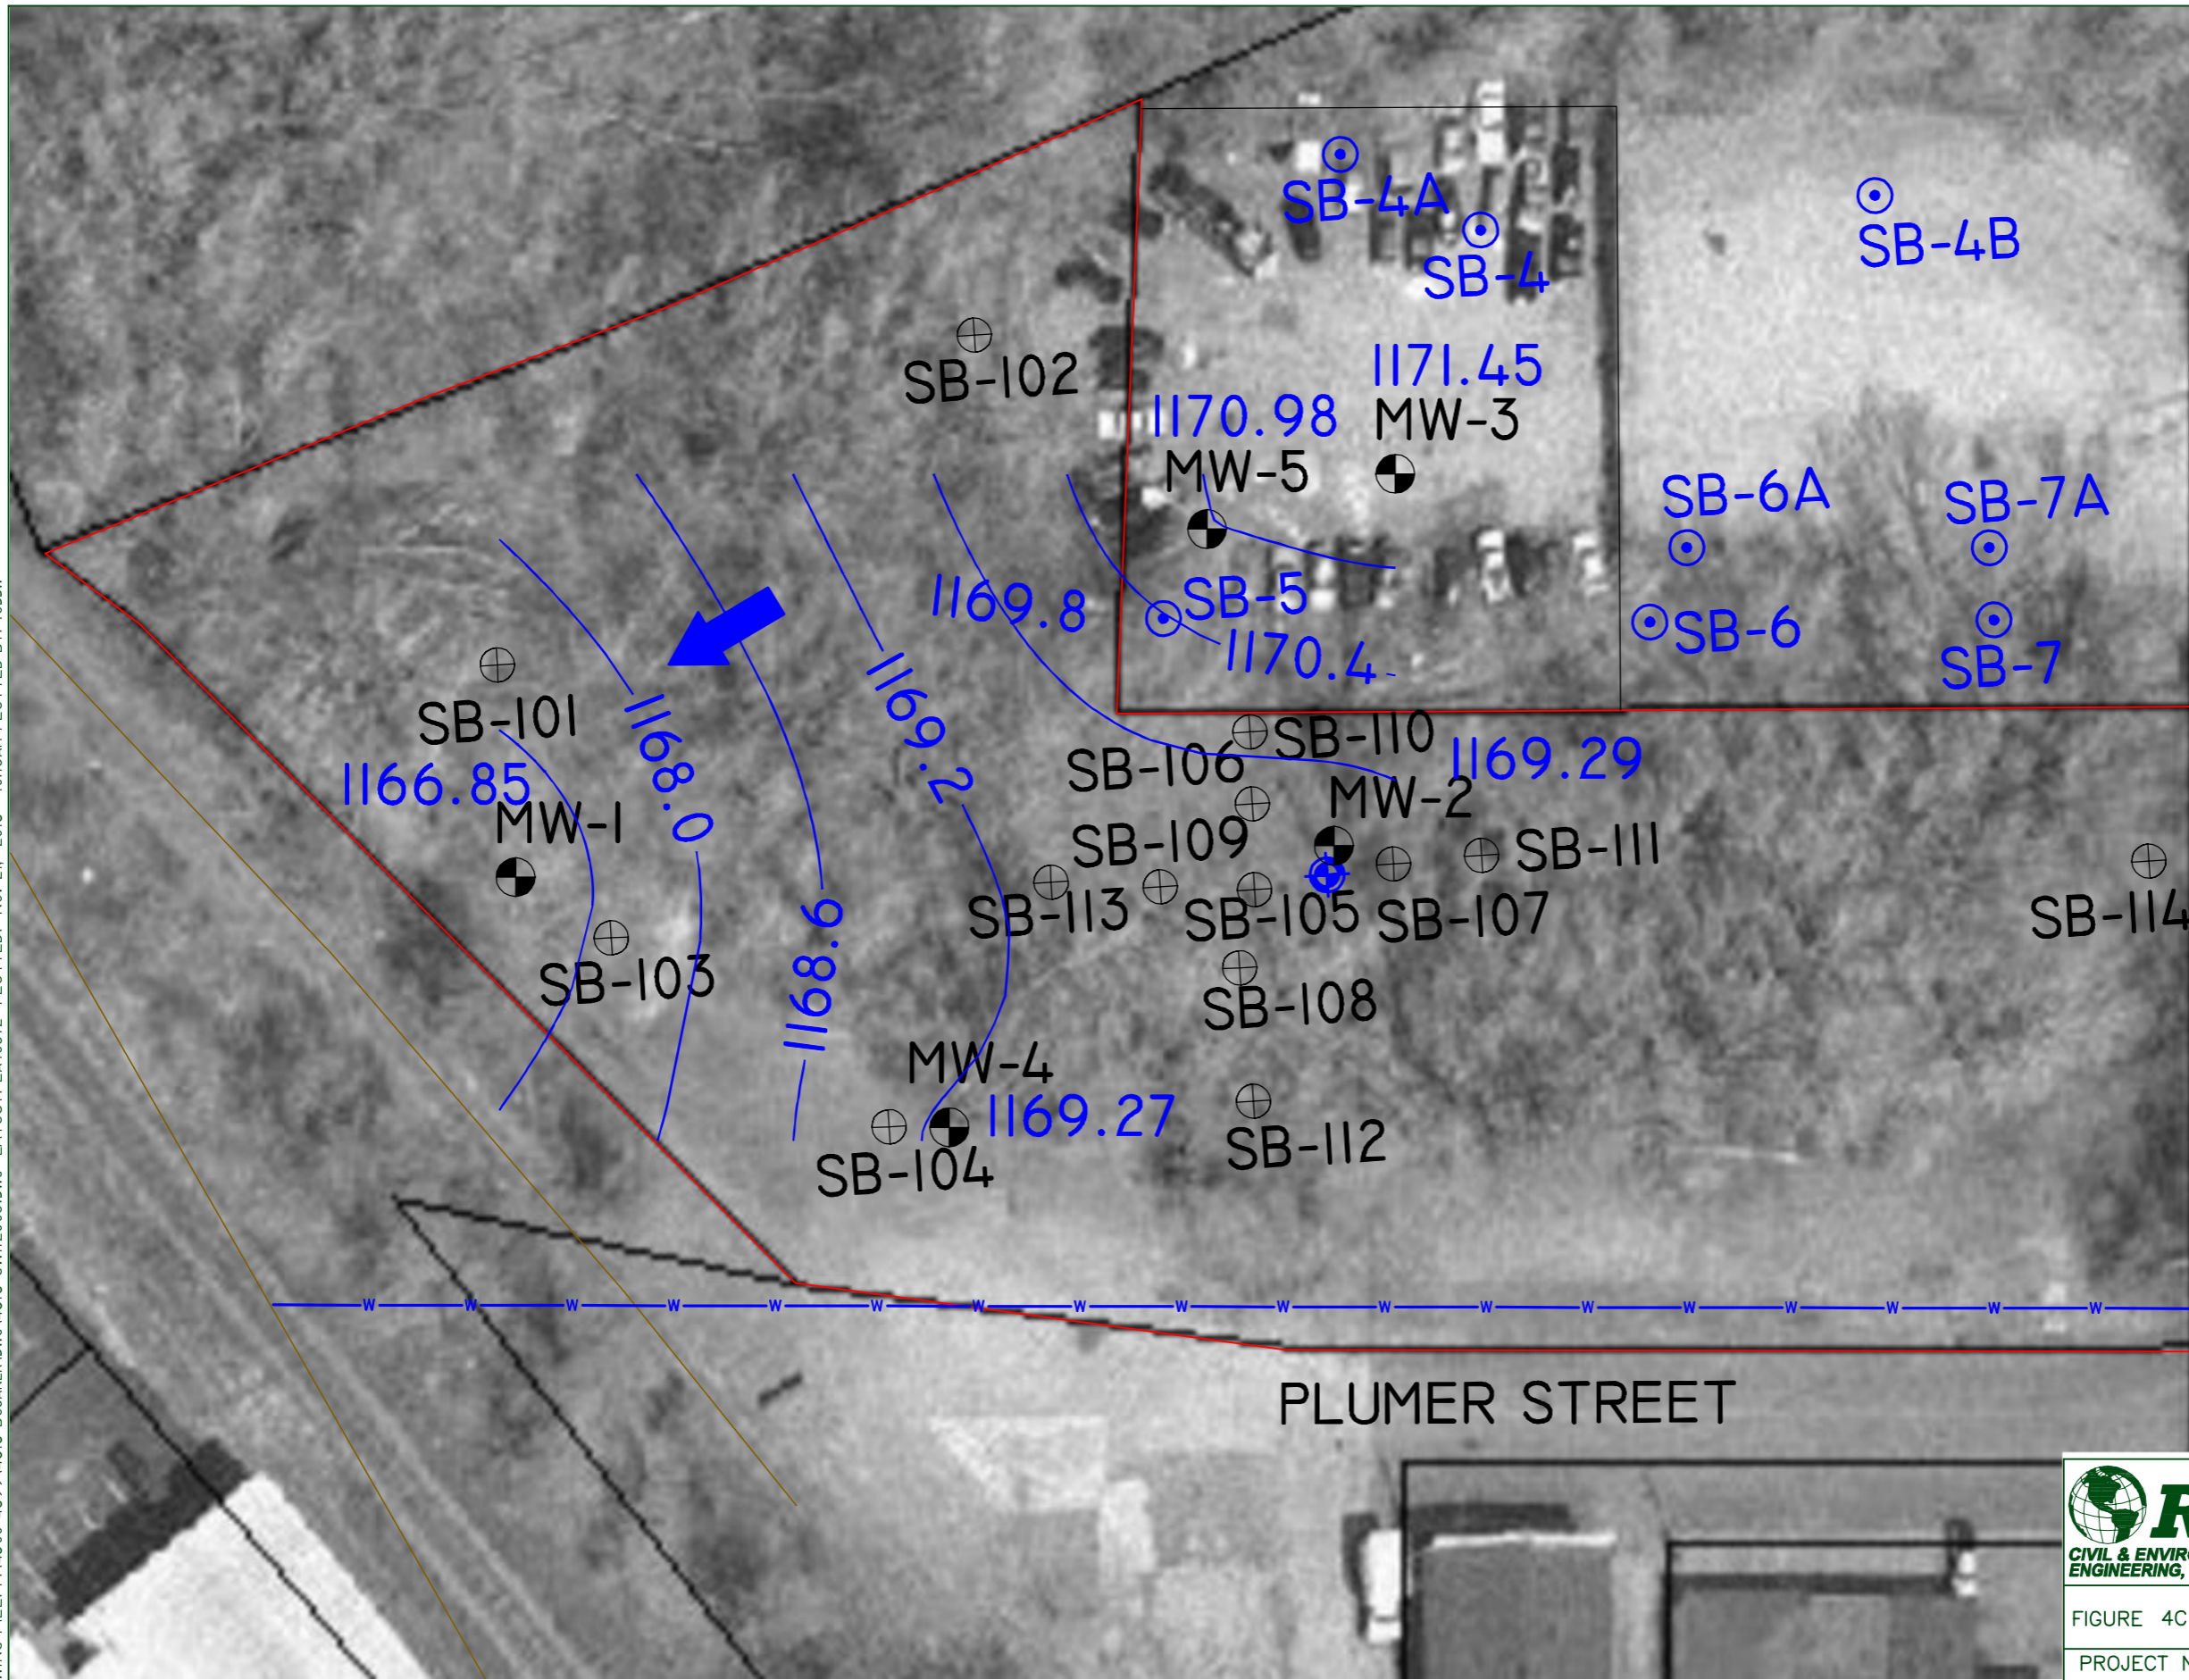 SB-4A
SB-4B
SB-4
SB-102
1171.45
1170.98
MW-3
MW-5
SB-6A
SB-7A
1169.8
SB-5
SB-6
1170.4
SB-7
SB-101
1168.0
1169.2
SB-110
1169.29
SB-106
1166.85
MW-1
MW-2
SB-109
SB-111
SB-113
SB-105
SB-107
SB-114
1168.6
SB-103
SB-108
MW-4
1169.27
SB-104
SB-112
W W W W W W W W W W W W W W W W W W
PLUMER STREET
R
CIVIL & ENVIR
ENGINEERING,
FIGURE 4C
PROJECT N